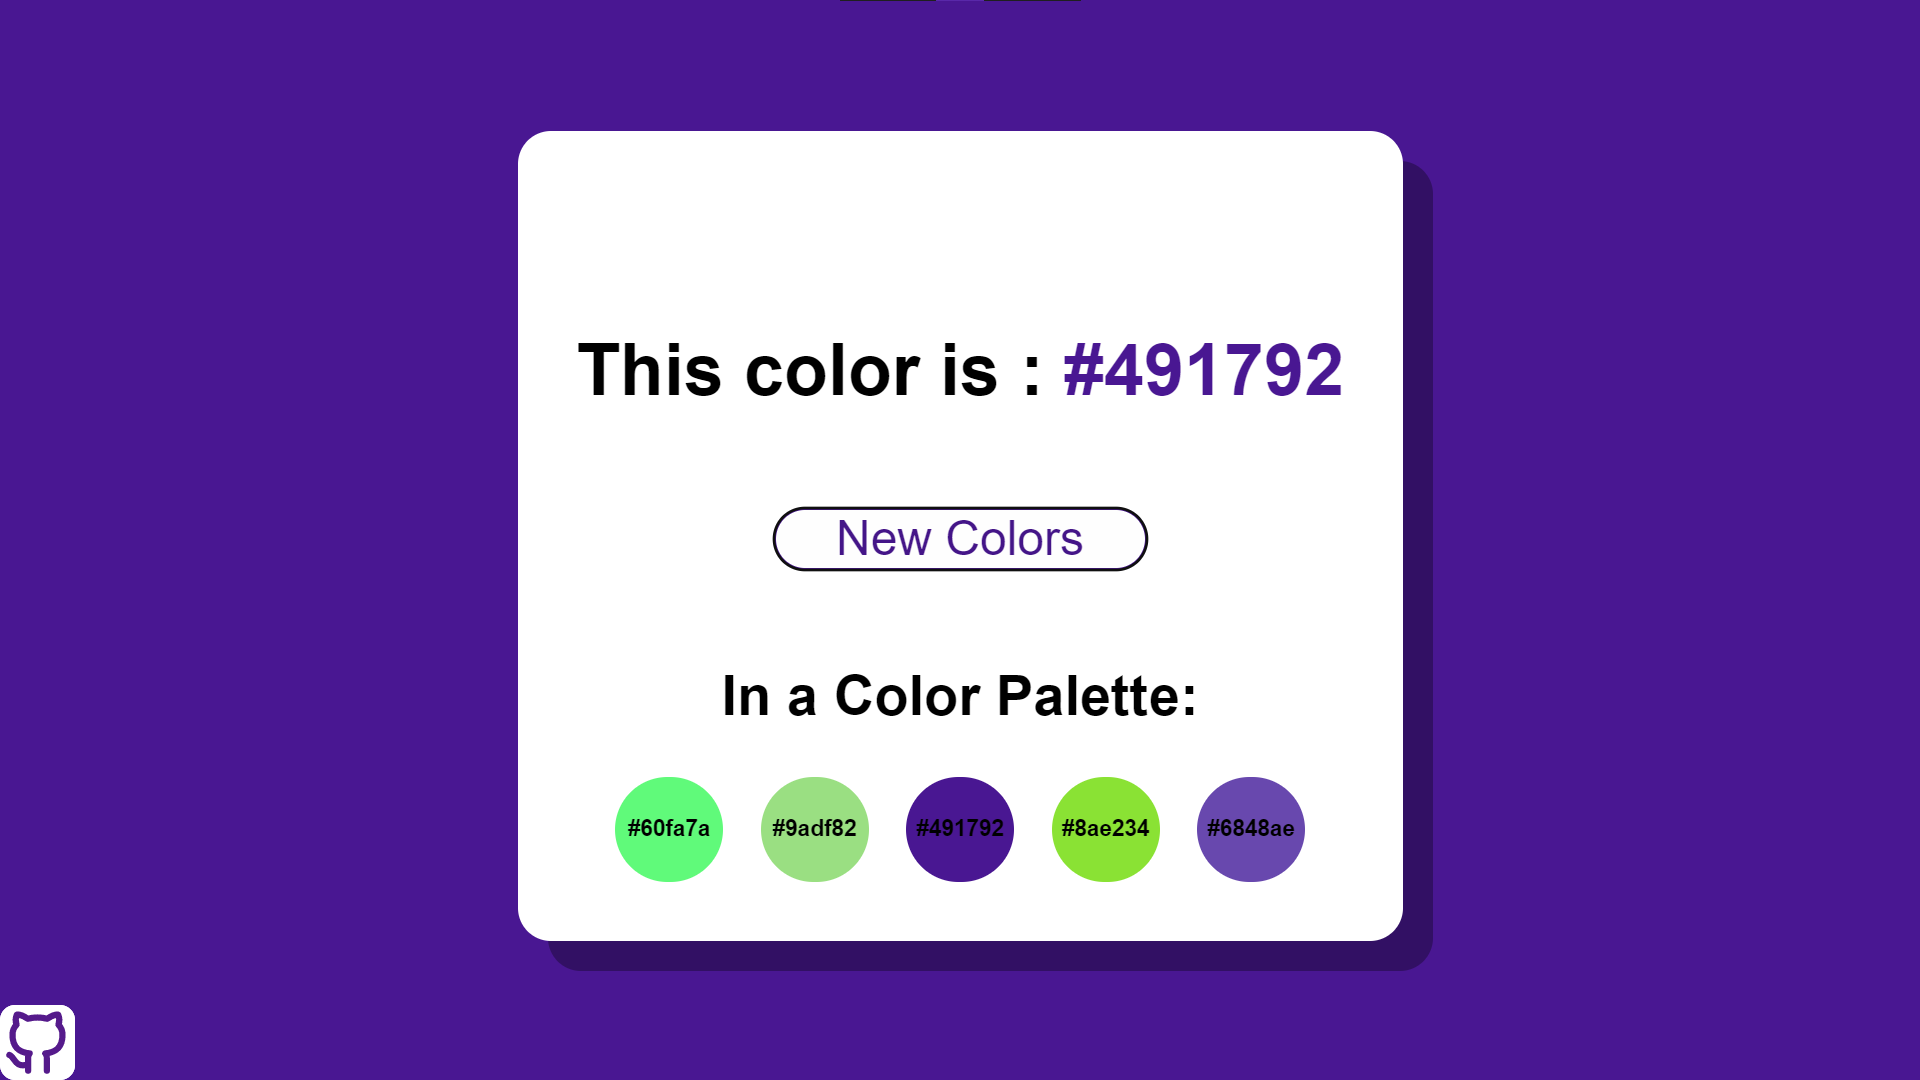 This color is : #491792
New Colors
In a Color Palette:
#60fa7a #9adf82 #491792 #8ae234 #6848ae